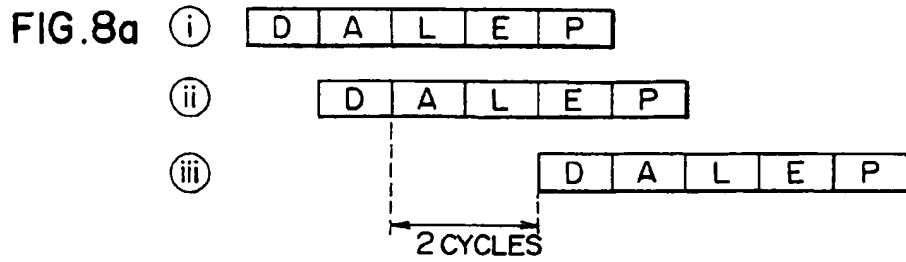 FIG.8a i D A L E P
ii D A L E P
iii D A L E P
2 CYCLES